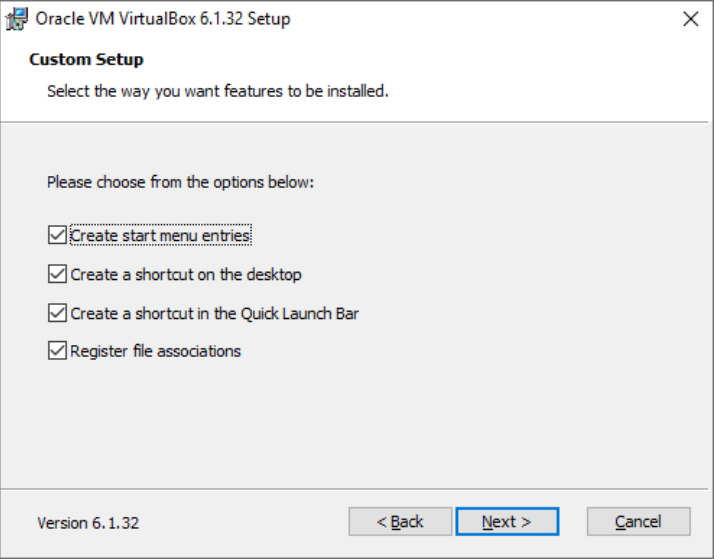 Oracle VM VirtualBox 6.1.32 Setup
Custom Setup
Select the way you want features to be installed.
Please choose from the options below:
Create start menu entries
Create a shortcut on the desktop
Create a shortcut in the Quick Launch Bar
Register file associations
Version 6.1.32
< Back
Next >
Cancel